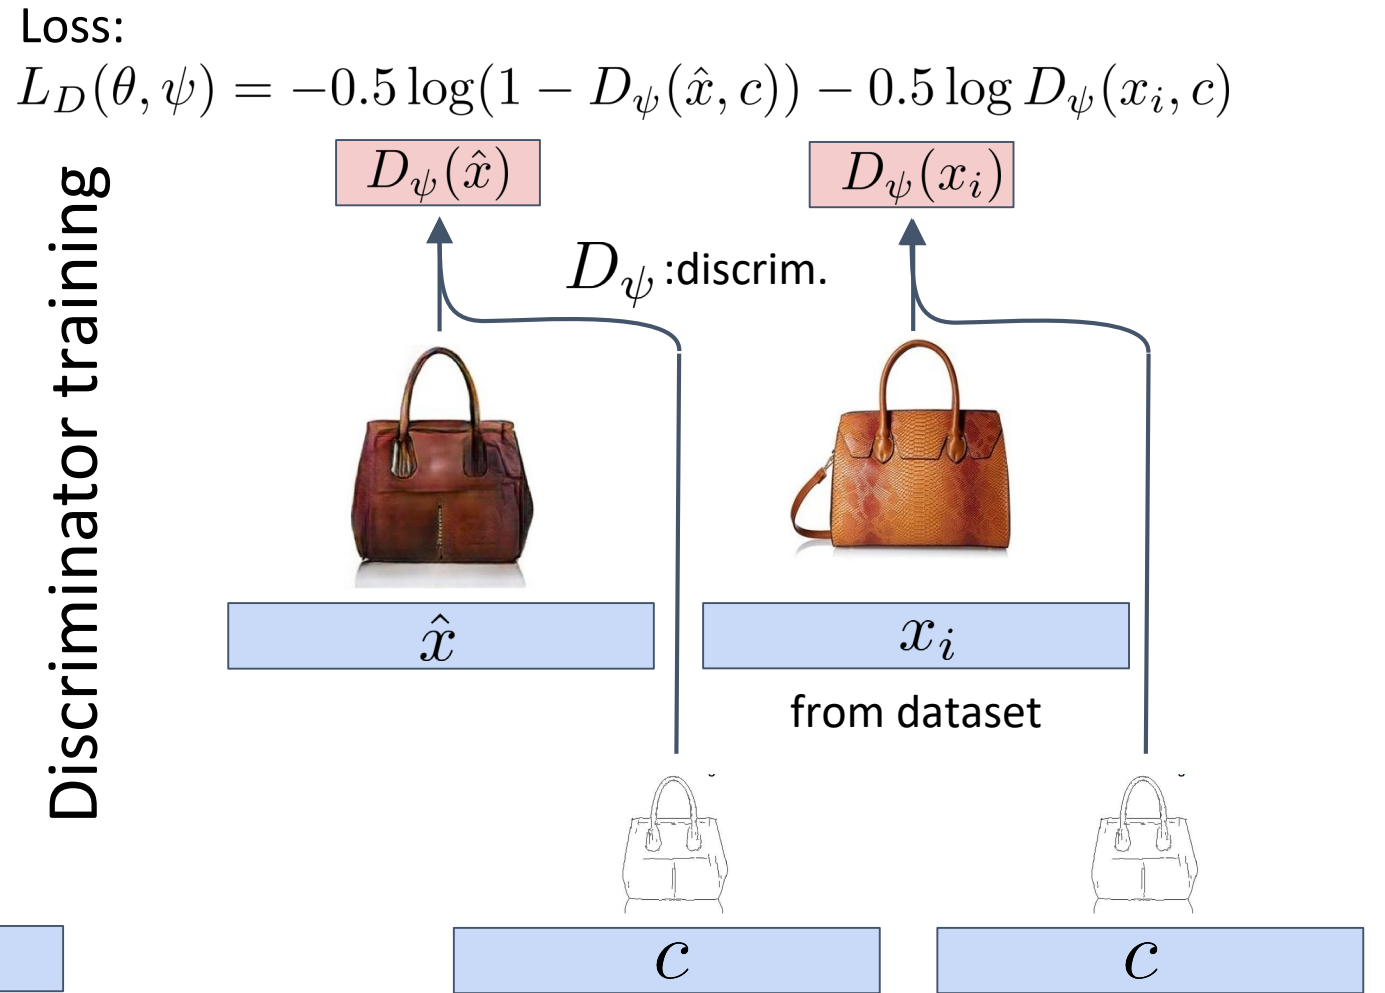 Loss:
L_D(θ, ψ) = −0.5 log(1 − D_ψ(x̂, c)) − 0.5 log D_ψ(x_i, c)
D_ψ(x̂) D_ψ(x_i)
D_ψ :discrim.
Discriminator training
x̂ x_i
from dataset
c c